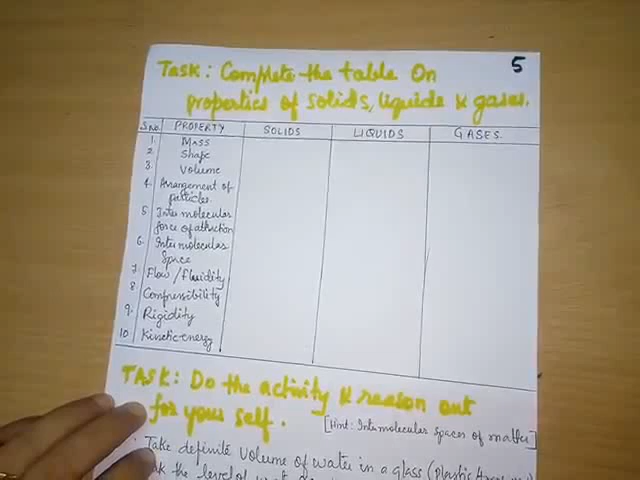 5
Task: Complete the table On
properties of solids, liquids & gases.
S.No. PROPERTY SOLIDS LIQUIDS GASES
1. Mass
2. Shape
3. Volume
4. Arrangement of
particles.
5. Inter molecular
force of attraction
6. Inter molecular
Space
7. Flow / fluidity
8 Compressibility
9. Rigidity
10 Kinetic energy
TASK: Do the activity & reason out
for your self.
[Hint: Intermolecular Spaces of matter]
Take definite volume of water in a glass (plastic
the level of